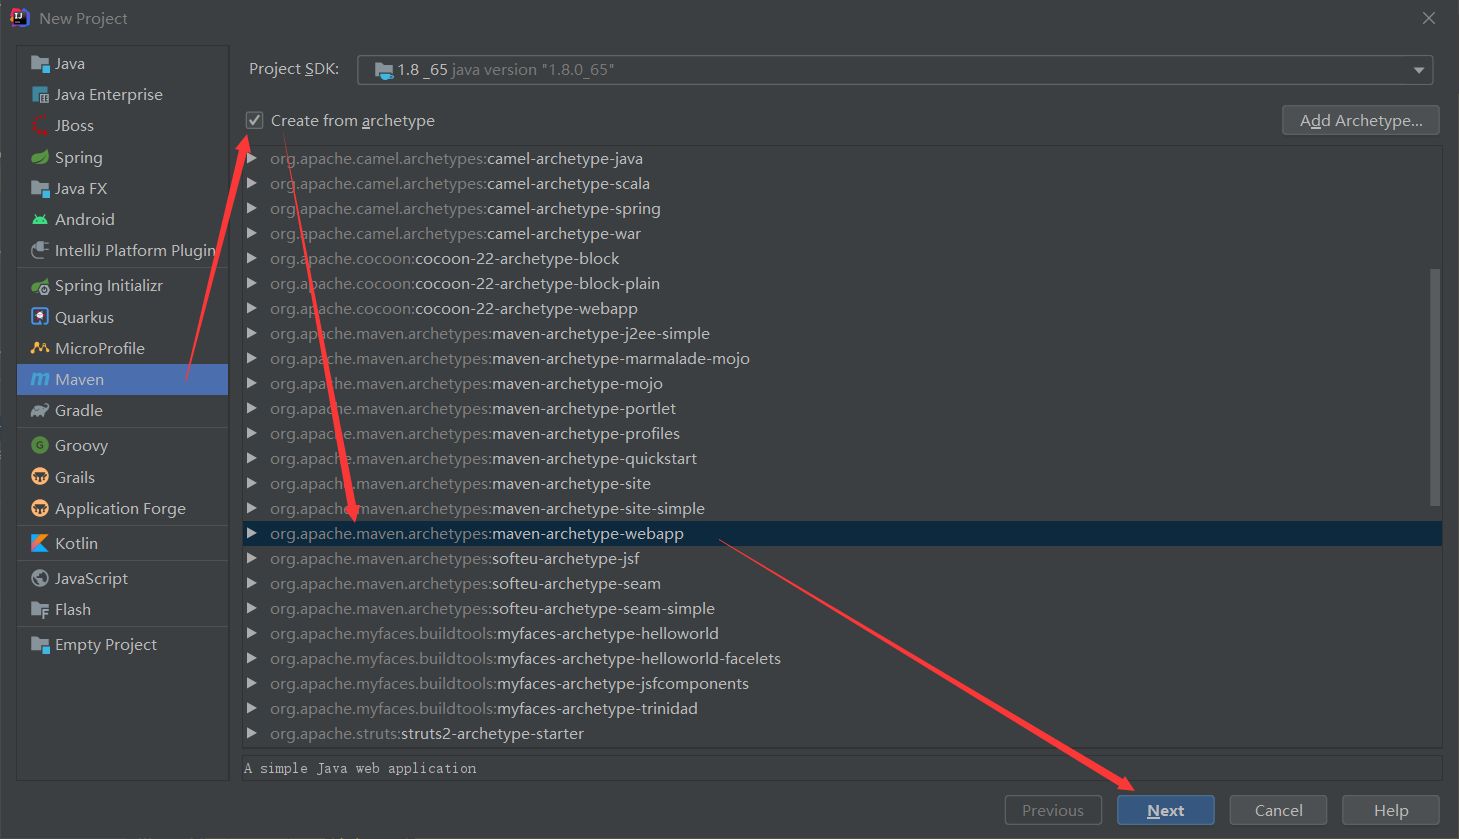 New Project
Java
Java Enterprise
JBoss
Spring
Java FX
Android
IntelliJ Platform Plugin
Spring Initializr
Quarkus
MicroProfile
Maven
Gradle
Groovy
Grails
Application Forge
Kotlin
JavaScript
Flash
Empty Project
Project SDK: 1.8 _65 java version "1.8.0_65"
Create from archetype
Add Archetype...
org.apache.camel.archetypes:camel-archetype-java
org.apache.camel.archetypes:camel-archetype-scala
org.apache.camel.archetypes:camel-archetype-spring
org.apache.camel.archetypes:camel-archetype-war
org.apache.cocoon:cocoon-22-archetype-block
org.apache.cocoon:cocoon-22-archetype-block-plain
org.apache.cocoon:cocoon-22-archetype-webapp
org.apache.maven.archetypes:maven-archetype-j2ee-simple
org.apache.maven.archetypes:maven-archetype-marmalade-mojo
org.apache.maven.archetypes:maven-archetype-mojo
org.apache.maven.archetypes:maven-archetype-portlet
org.apache.maven.archetypes:maven-archetype-profiles
org.apache.maven.archetypes:maven-archetype-quickstart
org.apache.maven.archetypes:maven-archetype-site
org.apache.maven.archetypes:maven-archetype-site-simple
org.apache.maven.archetypes:maven-archetype-webapp
org.apache.maven.archetypes:softeu-archetype-jsf
org.apache.maven.archetypes:softeu-archetype-seam
org.apache.maven.archetypes:softeu-archetype-seam-simple
org.apache.myfaces.buildtools:myfaces-archetype-helloworld
org.apache.myfaces.buildtools:myfaces-archetype-helloworld-facelets
org.apache.myfaces.buildtools:myfaces-archetype-jsfcomponents
org.apache.myfaces.buildtools:myfaces-archetype-trinidad
org.apache.struts:struts2-archetype-starter
A simple Java web application
Previous
Next
Cancel
Help